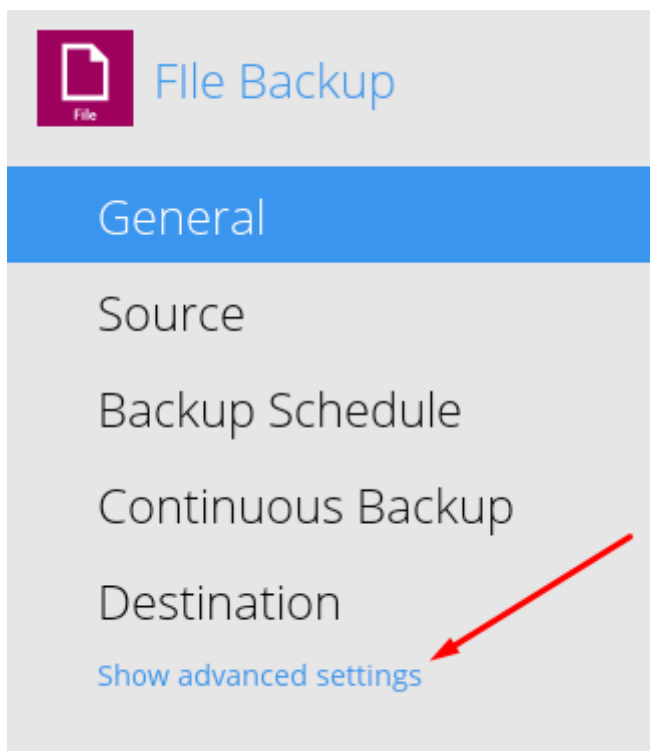 File
FIle Backup
General
Source
Backup Schedule
Continuous Backup
Destination
Show advanced settings